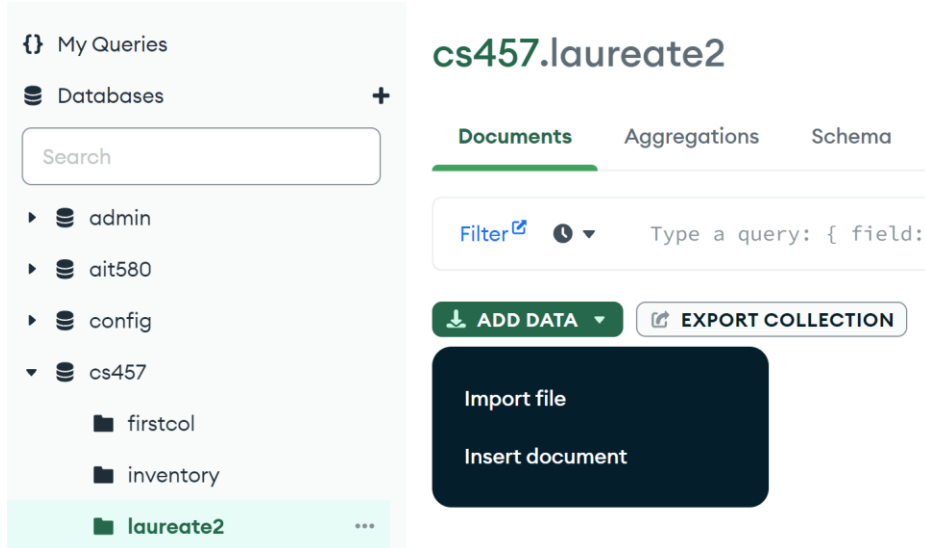 {} My Queries
Databases +
Search
admin
ait580
config
cs457
firstcol
inventory
laureate2 •••
cs457.laureate2
Documents Aggregations Schema
Filter Type a query: { field:
ADD DATA EXPORT COLLECTION
Import file
Insert document